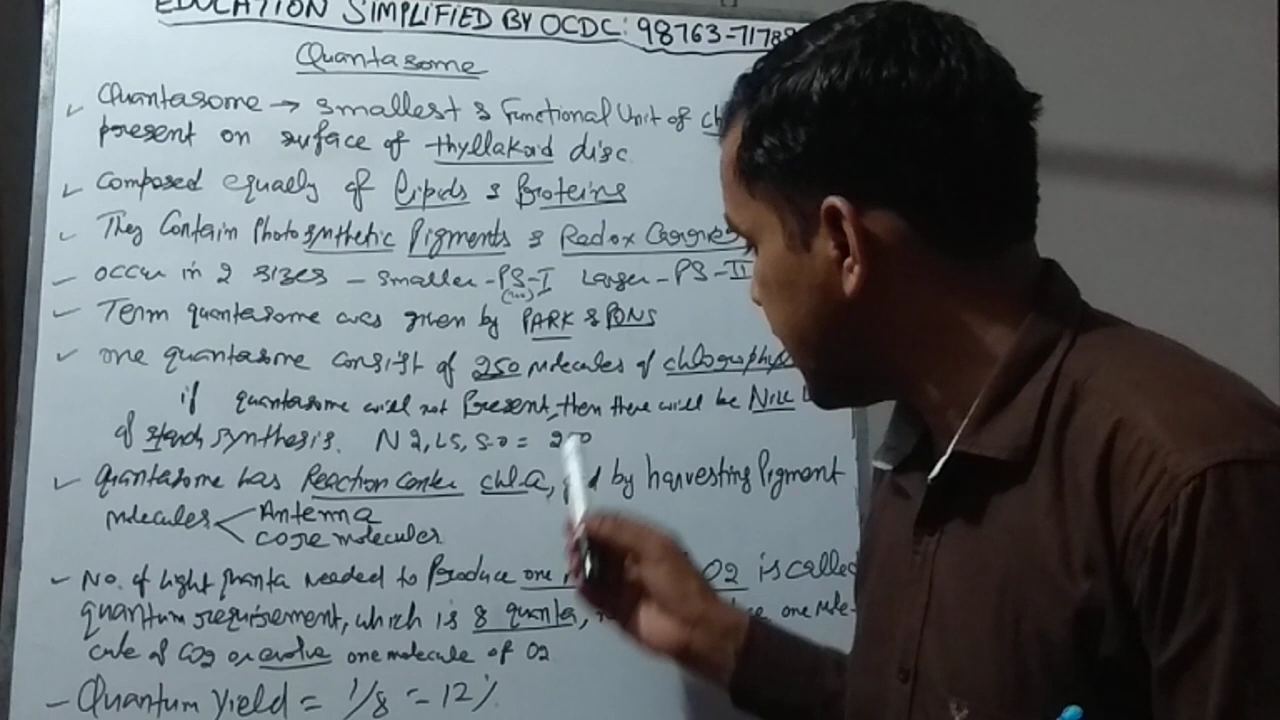 EDUCATION SIMPLIFIED BY OCDC: 98763-71788
Quantasome
Quantasome → smallest & Functional Unit of
present on surface of thyllakoid disc
Composed equally of Lipids & Proteins
They Contain Photosynthetic Pigments & Redox Carriers
occur in 2 sizes - smaller - PS-I Larger - PS-II
Term quantasome was given by PARK & PONS
one quantasome consist of 250 molecules of chlorophyll
if quantasome will not Present, then there will be
of starch synthesis. N = 250
Quantasome has Reaction center chl-a, by harvesting Pigment
molecules Antenna
core molecules
No. of light quanta needed to Produce one O2 is called
quantum requirement, which is 8 quanta, one mole-
cule of CO2 or evolve one molecule of O2
- Quantum Yield = 1/8 = 12%